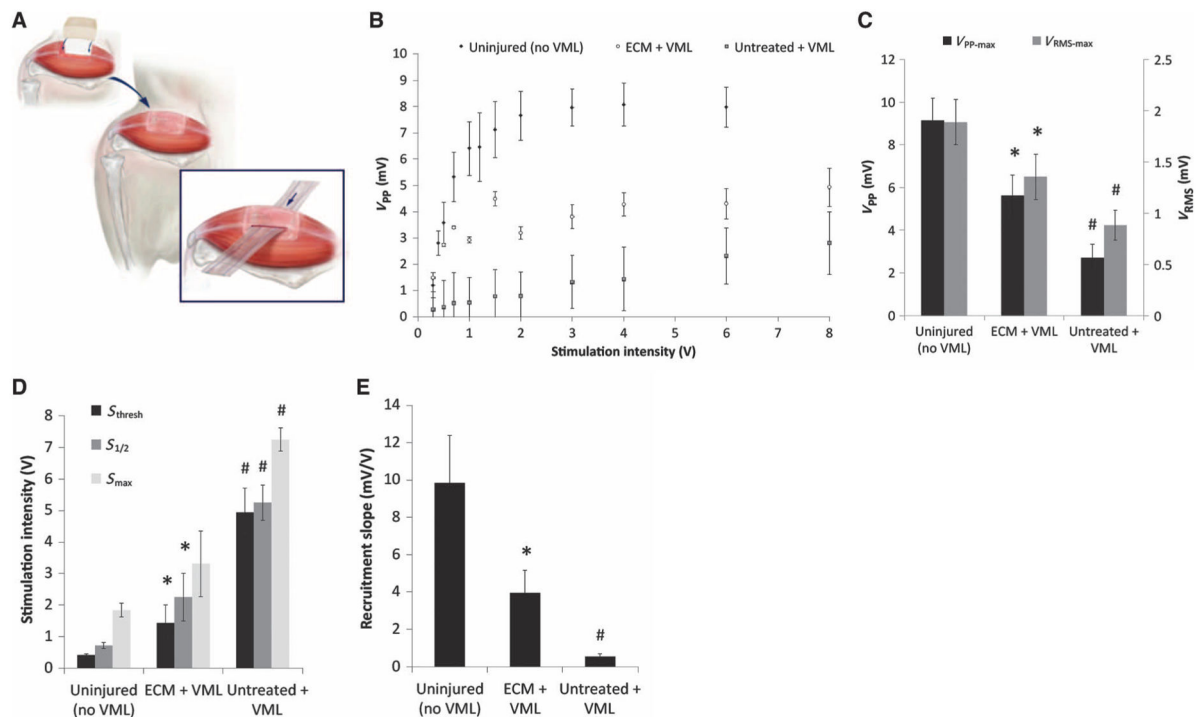 A
B
Uninjured (no VML)
ECM + VML
Untreated + VML
10
9
8
7
6
5
4
3
2
1
0
V_PP (mV)
0 1 2 3 4 5 6 7 8
Stimulation intensity (V)
C
V_PP-max
V_RMS-max
12
10
8
6
4
2
0
V_PP (mV)
2.5
2
1.5
1
0.5
0
V_RMS (mV)
*
*
#
#
Uninjured
(no VML)
ECM + VML
Untreated
+ VML
D
S_thresh
S_1/2
S_max
8
7
6
5
4
3
2
1
0
Stimulation intensity (V)
*
*
#
#
#
Uninjured
(no VML)
ECM + VML
Untreated +
VML
E
14
12
10
8
6
4
2
0
Recruitment slope (mV/V)
*
#
Uninjured
(no VML)
ECM +
VML
Untreated +
VML